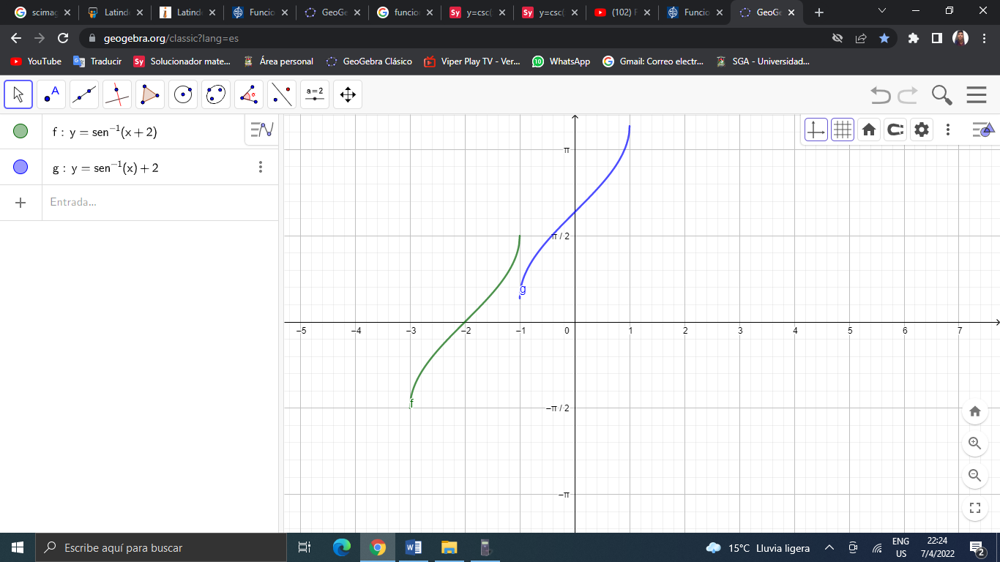 scimag
Latind
Latind
Funcio
GeoGe
funcio
y=csc(
y=csc(
(102) F
Funcio
GeoGe
geogebra.org/classic?lang=es
YouTube
Traducir
Sy Solucionador mate...
Área personal
GeoGebra Clásico
Viper Play TV - Ver...
10 WhatsApp
Gmail: Correo electr...
SGA - Universidad...
A
a=2
f : y = sen⁻¹(x + 2)
g : y = sen⁻¹(x) + 2
Entrada...
π
π / 2
g
−5 −4 −3 −2 −1 0 1 2 3 4 5 6 7
f
−π / 2
−π
Escribe aquí para buscar
15°C Lluvia ligera
ENG
US
22:24
7/4/2022
2